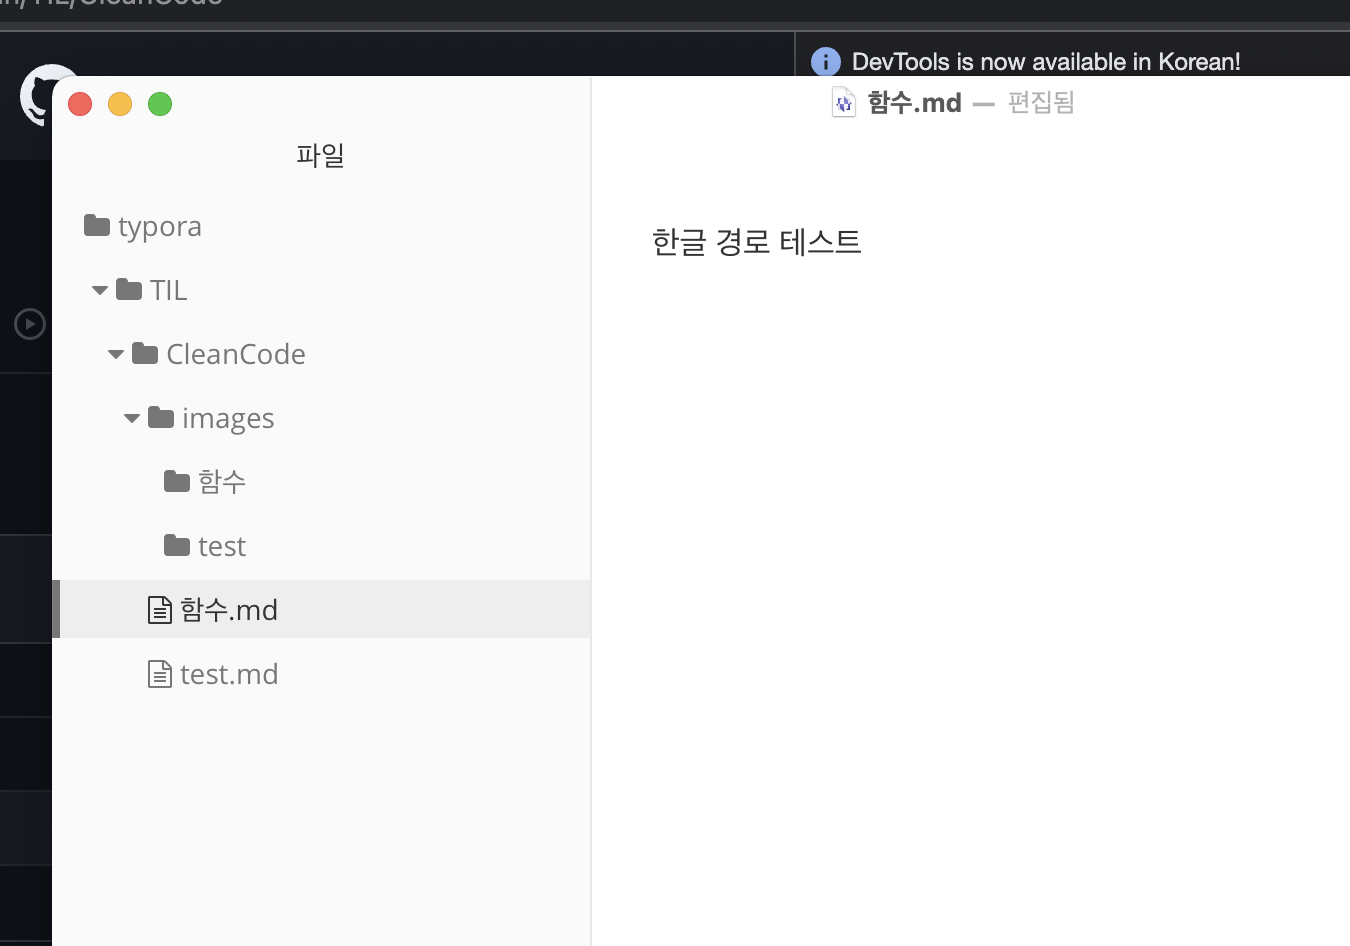 DevTools is now available in Korean!
함수.md — 편집됨
파일
typora
TIL
CleanCode
images
함수
test
함수.md
test.md
한글 경로 테스트